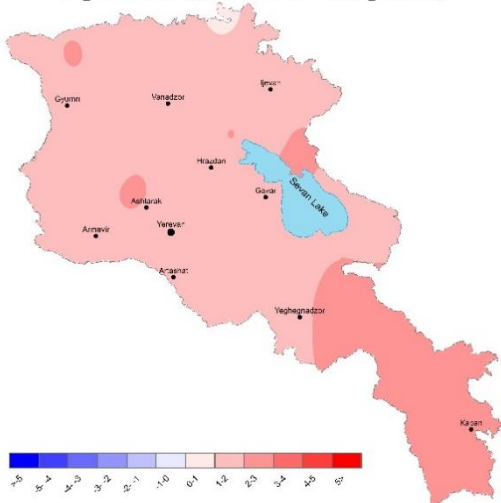 Ijevan
Gyumri
Vanadzor
Hrazdan
Gavar
Sevan Lake
Ashtarak
Armavir
Yerevan
Artashat
Yeghegnadzor
Kapan
>-5 -5--4 -4--3 -3--2 -2--1 -1-0 0-1 1-2 2-3 3-4 4-5 5>